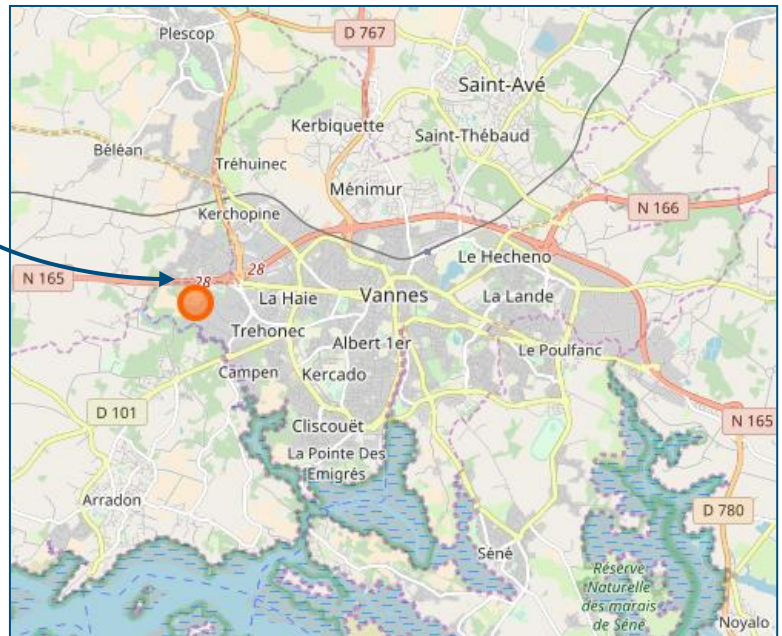 Plescop
D 767
Saint-Avé
Kerbiquette
Saint-Thébaud
Béléan
Tréhuinec
Ménimur
Kerchopine
N 166
Le Hecheno
N 165
28
28
La Haie
Vannes
La Lande
Trehonec
Albert 1er
Le Poulfanc
Campen
Kercado
D 101
Cliscouët
N 165
La Pointe Des
Emigrés
Arradon
D 780
Séné
Réserve
Naturelle
des marais
de Séné
Noyalo